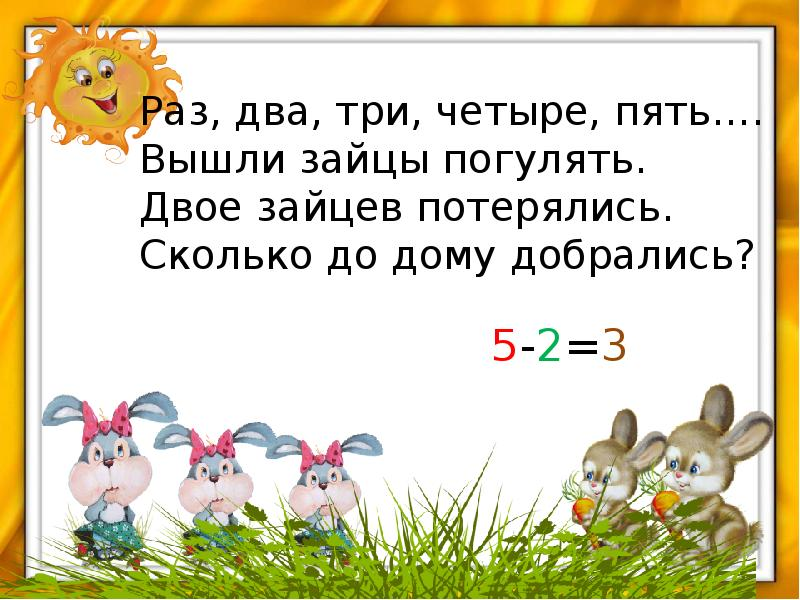 Раз, два, три, четыре, пять....
Вышли зайцы погулять.
Двое зайцев потерялись.
Сколько до дому добрались?
5-2=3